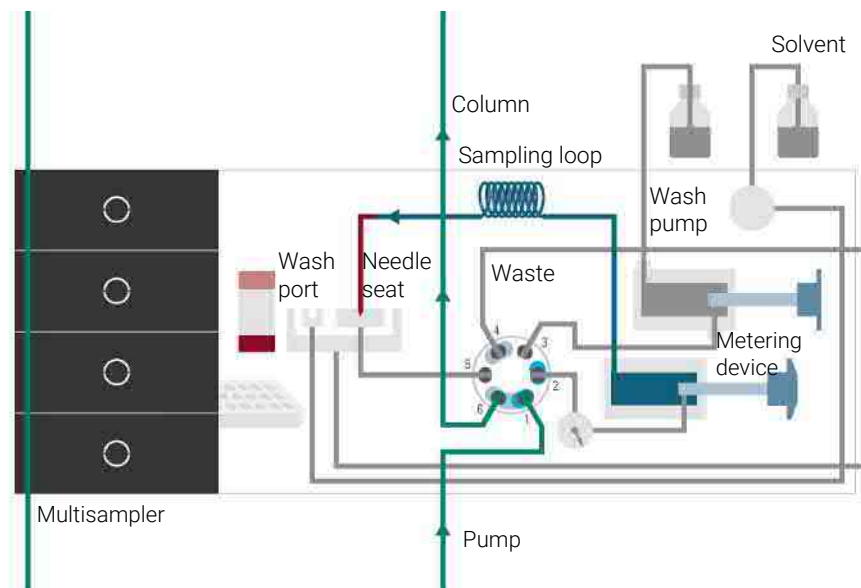 Solvent
Column
Sampling loop
Wash
pump
Wash
port
Needle
seat
Waste
4
3
Metering
device
5
2
6
1
Multisampler
Pump